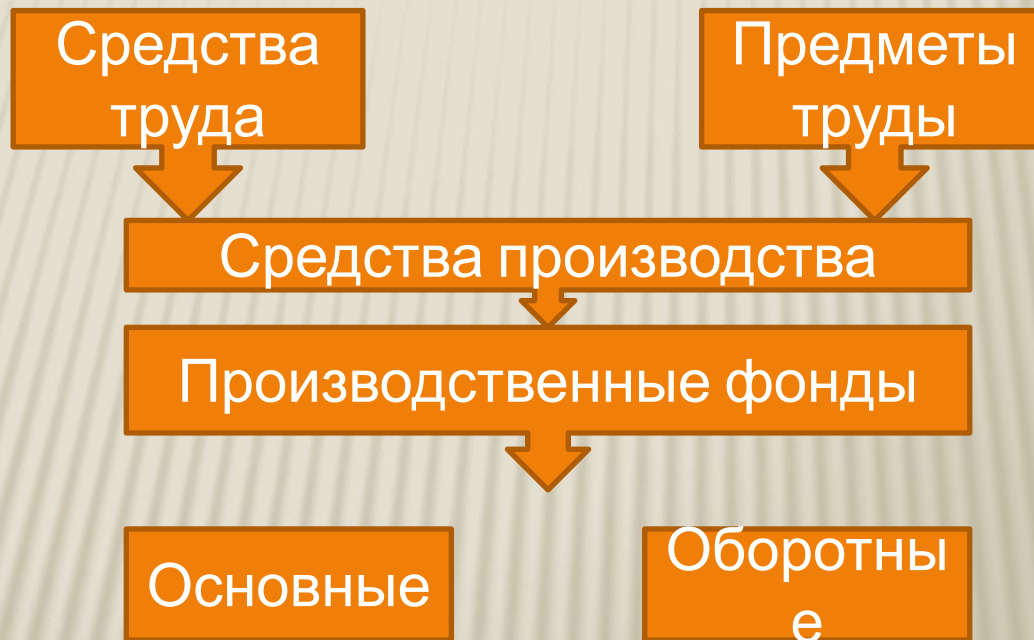 Средства
труда
Предметы
труды
Средства производства
Производственные фонды
Основные
Оборотны
е